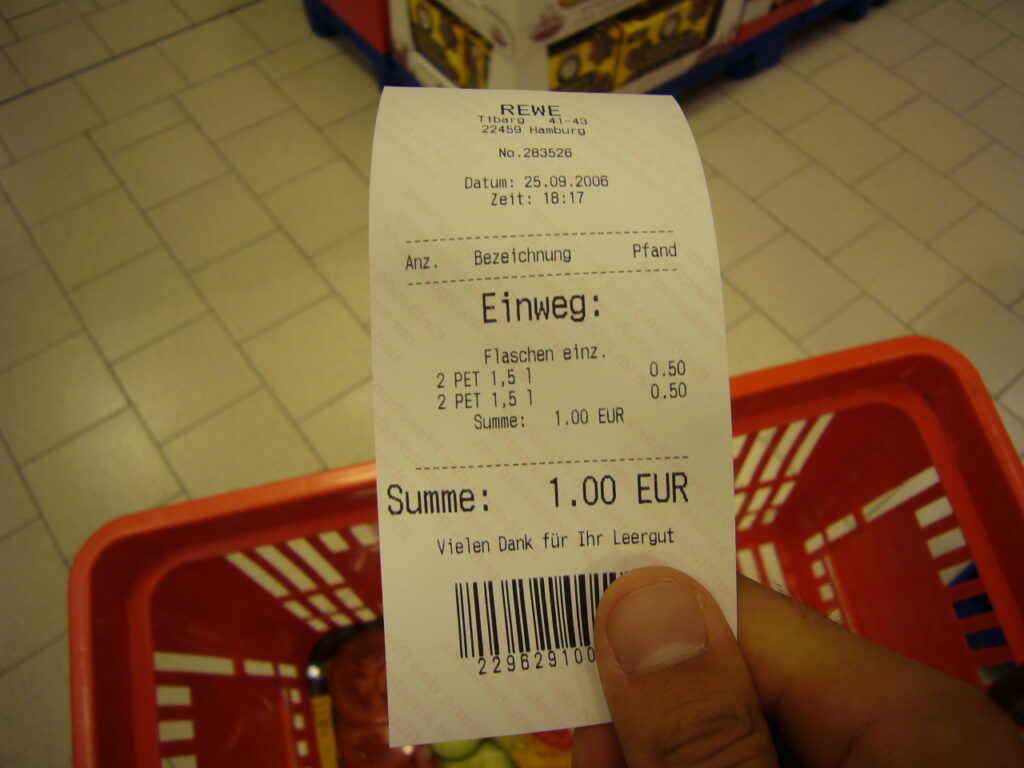 REWE
Tibarg 41-43
22459 Hamburg
No.283526
Datum: 25.09.2006
Zeit: 18:17
Anz. Bezeichnung Pfand
Einweg:
Flaschen einz.
2 PET 1,5 l 0.50
2 PET 1,5 l 0.50
Summe: 1.00 EUR
Summe: 1.00 EUR
Vielen Dank für Ihr Leergut
229629100